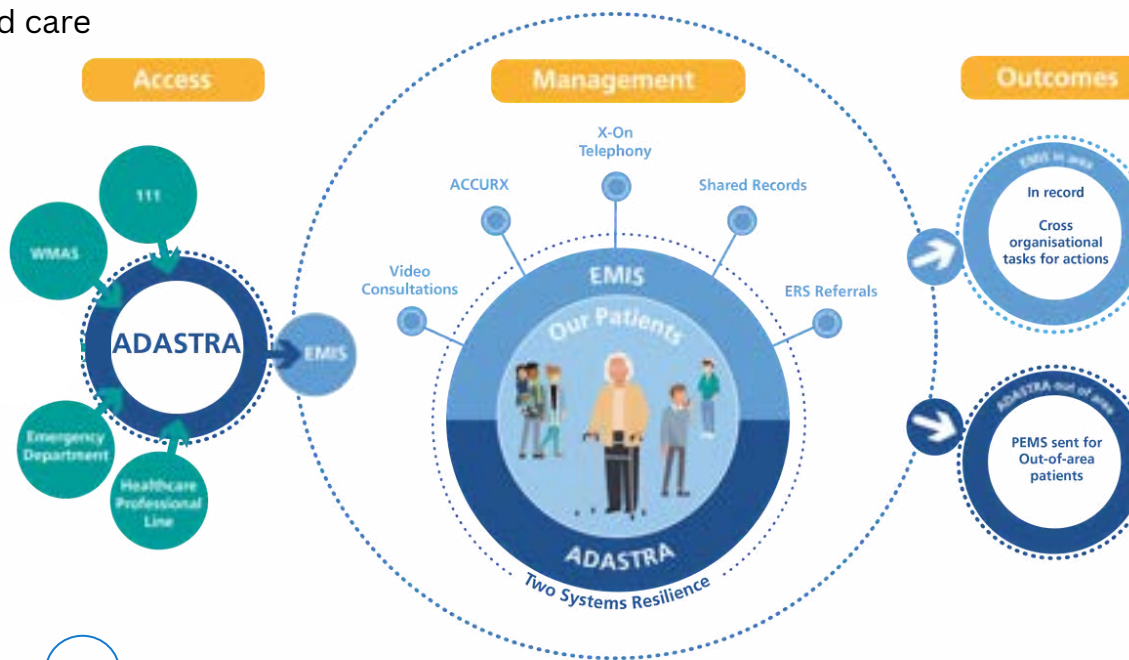 d care
Access
Management
Outcomes
111
WMAS
ADASTRA
Emergency
Department
Healthcare
Professional
Line
EMIS
Video
Consultations
ACCURX
X-On
Telephony
Shared Records
ERS Referrals
EMIS
Our Patients
ADASTRA
Two Systems Resilience
EMIS in area
In record
Cross
organisational
tasks for actions
ADASTRA out of area
PEMS sent for
Out-of-area
patients